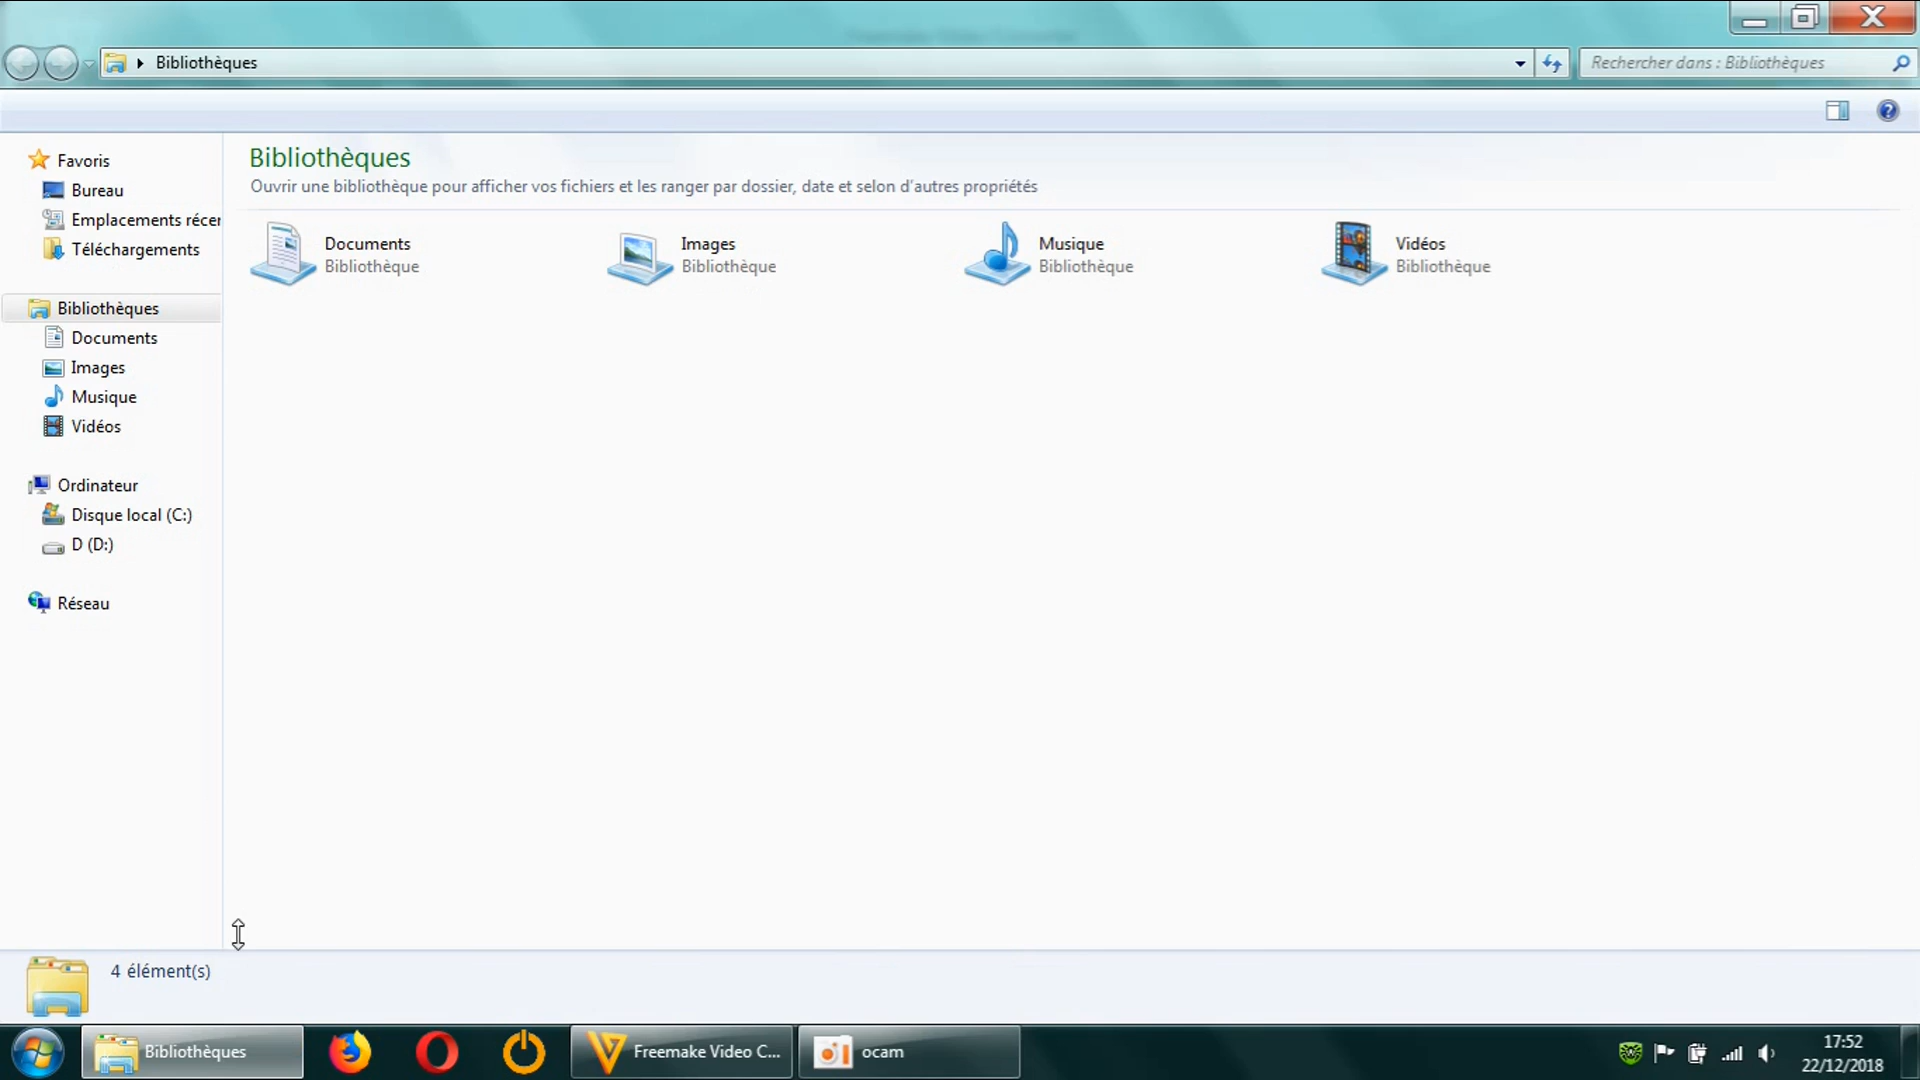 Bibliothèques
Rechercher dans : Bibliothèques
Favoris
Bureau
Emplacements récer
Téléchargements
Bibliothèques
Documents
Images
Musique
Vidéos
Ordinateur
Disque local (C:)
D (D:)
Réseau
Bibliothèques
Ouvrir une bibliothèque pour afficher vos fichiers et les ranger par dossier, date et selon d'autres propriétés
Documents
Bibliothèque
Images
Bibliothèque
Musique
Bibliothèque
Vidéos
Bibliothèque
4 élément(s)
Bibliothèques
Freemake Video C...
ocam
17:52
22/12/2018